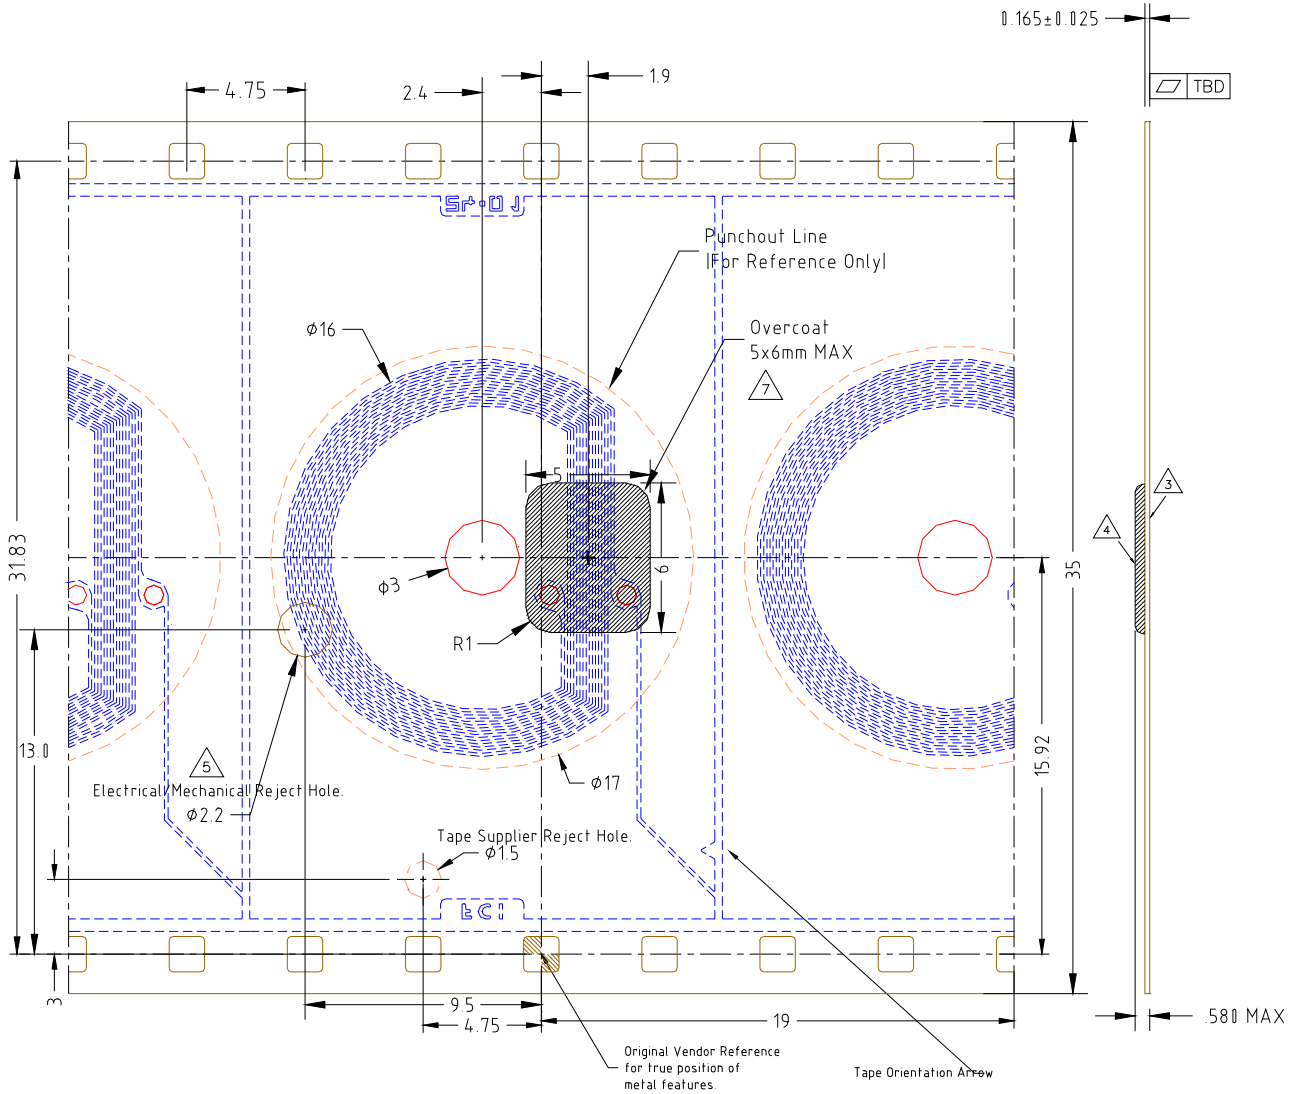 0.165±0.025
TBD
1.9
2.4
4.75
Punchout Line
|For Reference Only|
Overcoat
5x6mm MAX
7
ϕ16
5
3
4
31.83
6
35
ϕ3
R1
13.0
15.92
5
Electrical/Mechanical Reject Hole.
ϕ2.2
ϕ17
Tape Supplier Reject Hole.
ϕ1.5
3
9.5
4.75
19
.580 MAX
Original Vendor Reference
for true position of
metal features.
Tape Orientation Arrow